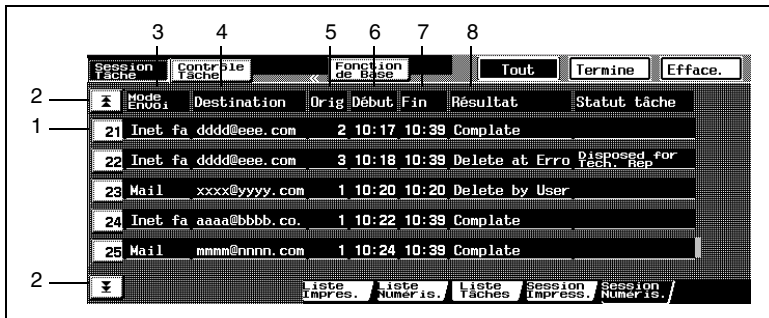 3 4 5 6 7 8
Session Tâche
Contrôle Tâche
«
Fonction de Base
Tout
Termine
Efface.
2
Mode Envoi Destination Orig Début Fin Résultat Statut tâche
1
21 Inet fa dddd@eee.com 2 10:17 10:39 Complate
22 Inet fa dddd@eee.com 3 10:18 10:39 Delete at Erro Disposed for Tech. Rep
23 Mail xxxx@yyyy.com 1 10:20 10:20 Delete by User
24 Inet fa aaaa@bbbb.co. 1 10:22 10:39 Complate
25 Mail mmmm@nnnn.com 1 10:24 10:39 Complate
2
Liste Impres.
Liste Numéris.
Liste Tâches
Session Impress.
Session Numéris.